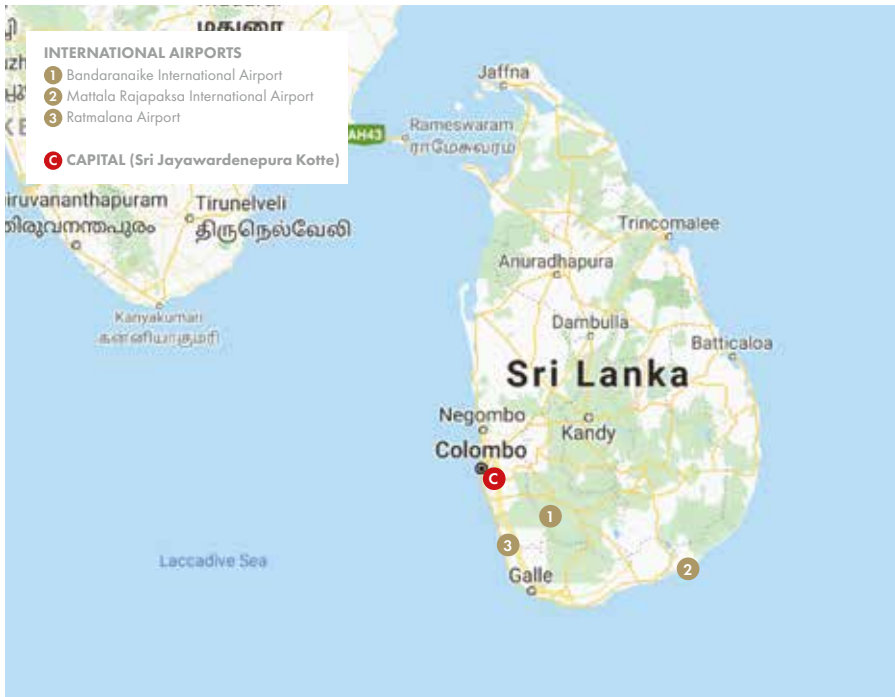 மதுரை
INTERNATIONAL AIRPORTS
1 Bandaranaike International Airport
2 Mattala Rajapaksa International Airport
3 Ratmalana Airport
C CAPITAL (Sri Jayawardenepura Kotte)
Jaffna
AH43
Rameswaram
ராமேசுவரம்
iruvananthapuram
Tirunelveli
திருநெல்வேலி
Trincomalee
Anuradhapura
Kanyakumari
கன்னியாகுமரி
Dambulla
Batticaloa
Sri Lanka
Negombo
Kandy
Colombo
C
1
3
2
Laccadive Sea
Galle